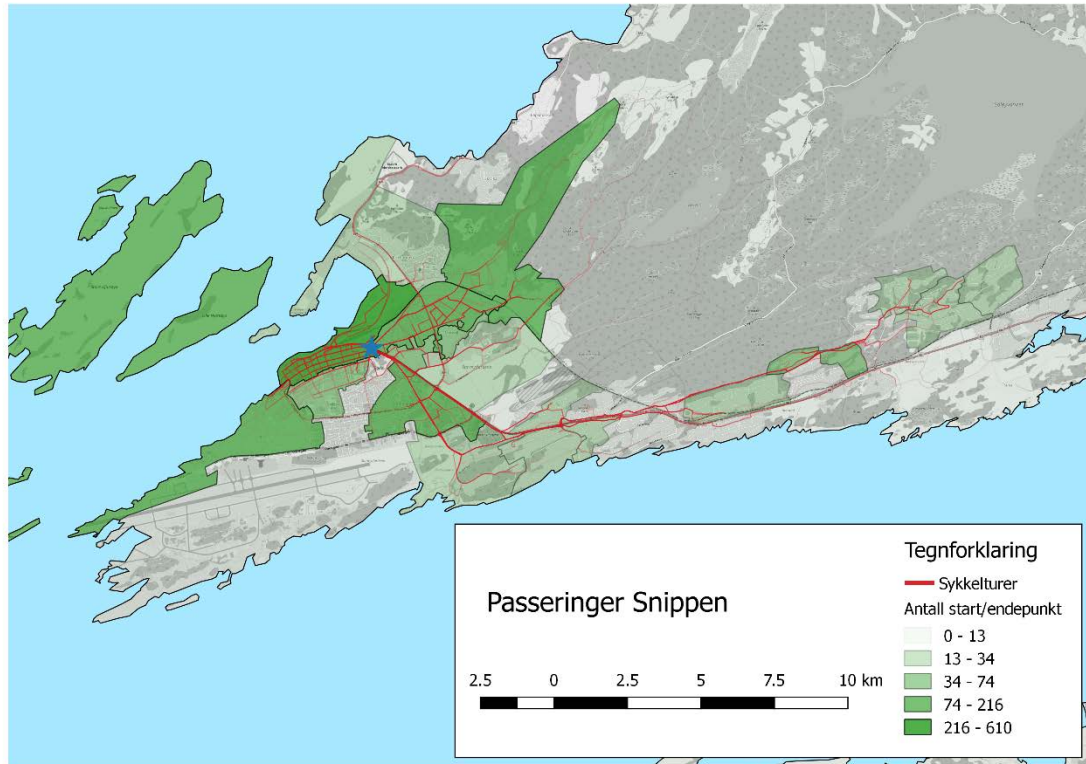 Tegnforklaring
Sykkelturer
Passeringer Snippen
Antall start/endepunkt
0 - 13
13 - 34
34 - 74
74 - 216
216 - 610
2.5 0 2.5 5 7.5 10 km